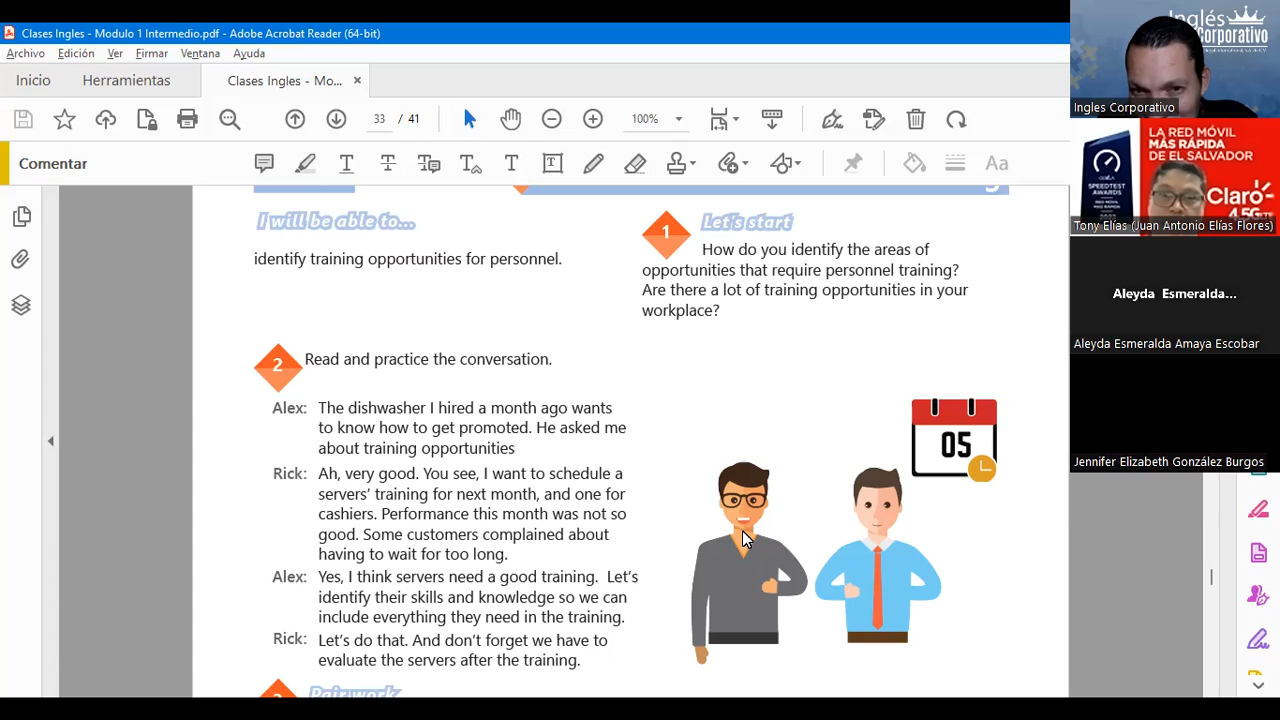 Clases Ingles - Modulo 1 Intermedio.pdf - Adobe Acrobat Reader (64-bit)
Archivo Edición Ver Firmar Ventana Ayuda
Inicio Herramientas Clases Ingles - Mo... ×
33 / 41 100%
Comentar
I will be able to...
identify training opportunities for personnel.
1 Let's start
How do you identify the areas of
opportunities that require personnel training?
Are there a lot of training opportunities in your
workplace?
2 Read and practice the conversation.
Alex: The dishwasher I hired a month ago wants
to know how to get promoted. He asked me
about training opportunities
Rick: Ah, very good. You see, I want to schedule a
servers' training for next month, and one for
cashiers. Performance this month was not so
good. Some customers complained about
having to wait for too long.
Alex: Yes, I think servers need a good training. Let's
identify their skills and knowledge so we can
include everything they need in the training.
Rick: Let's do that. And don't forget we have to
evaluate the servers after the training.
05
3 Pair work
Inglés
Corporativo
Ingles Corporativo
LA RED MÓVIL
MÁS RÁPIDA
DE EL SALVADOR
SPEEDTEST
AWARDS
Claro
4.5G
Tony Elías (Juan Antonio Elías Flores)
Aleyda Esmeralda...
Aleyda Esmeralda Amaya Escobar
Jennifer Elizabeth González Burgos